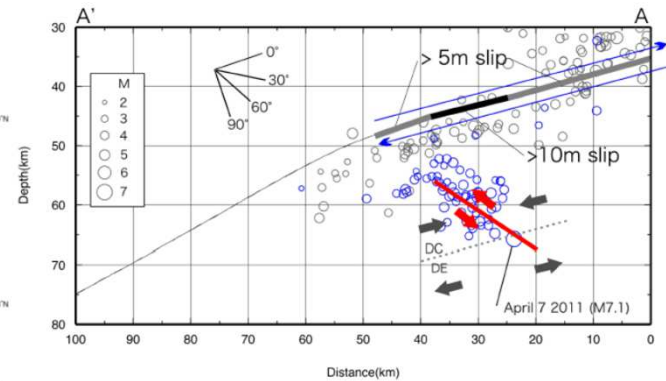 A'
A
30
40
50
60
70
80
Depth(km)
M
2
3
4
5
6
7
0°
30°
60°
90°
> 5m slip
>10m slip
DC
DE
April 7 2011 (M7.1)
100
90
80
70
60
50
40
30
20
10
0
Distance(km)
°N
°N